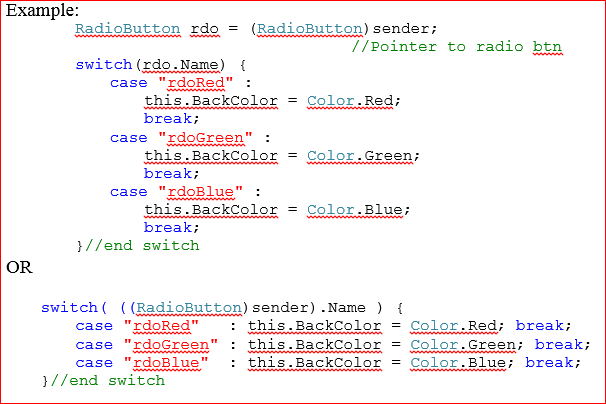 Example:
RadioButton rdo = (RadioButton)sender;
//Pointer to radio btn
switch(rdo.Name) {
case "rdoRed" :
this.BackColor = Color.Red;
break;
case "rdoGreen" :
this.BackColor = Color.Green;
break;
case "rdoBlue" :
this.BackColor = Color.Blue;
break;
}//end switch
OR
switch( ((RadioButton)sender).Name ) {
case "rdoRed" : this.BackColor = Color.Red; break;
case "rdoGreen" : this.BackColor = Color.Green; break;
case "rdoBlue" : this.BackColor = Color.Blue; break;
}//end switch